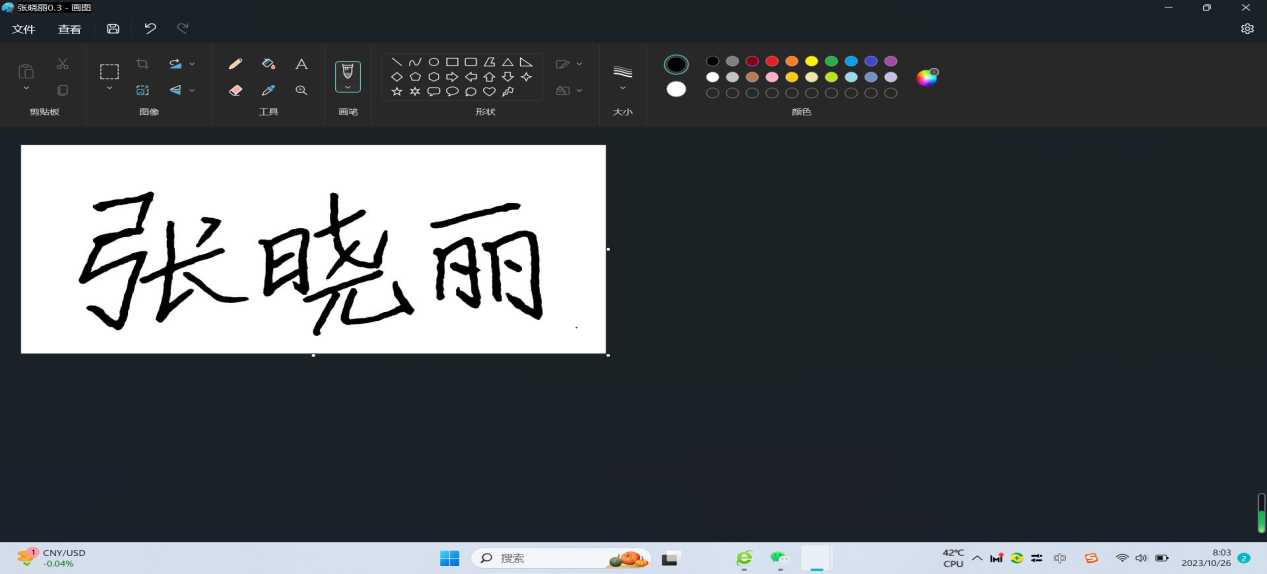 张晓丽0.3 - 画图
文件 查看
剪贴板 图像 工具 画笔 形状 大小 颜色
张晓丽
1 CNY/USD
-0.04%
搜索
42℃
CPU
8:03
2023/10/26
2